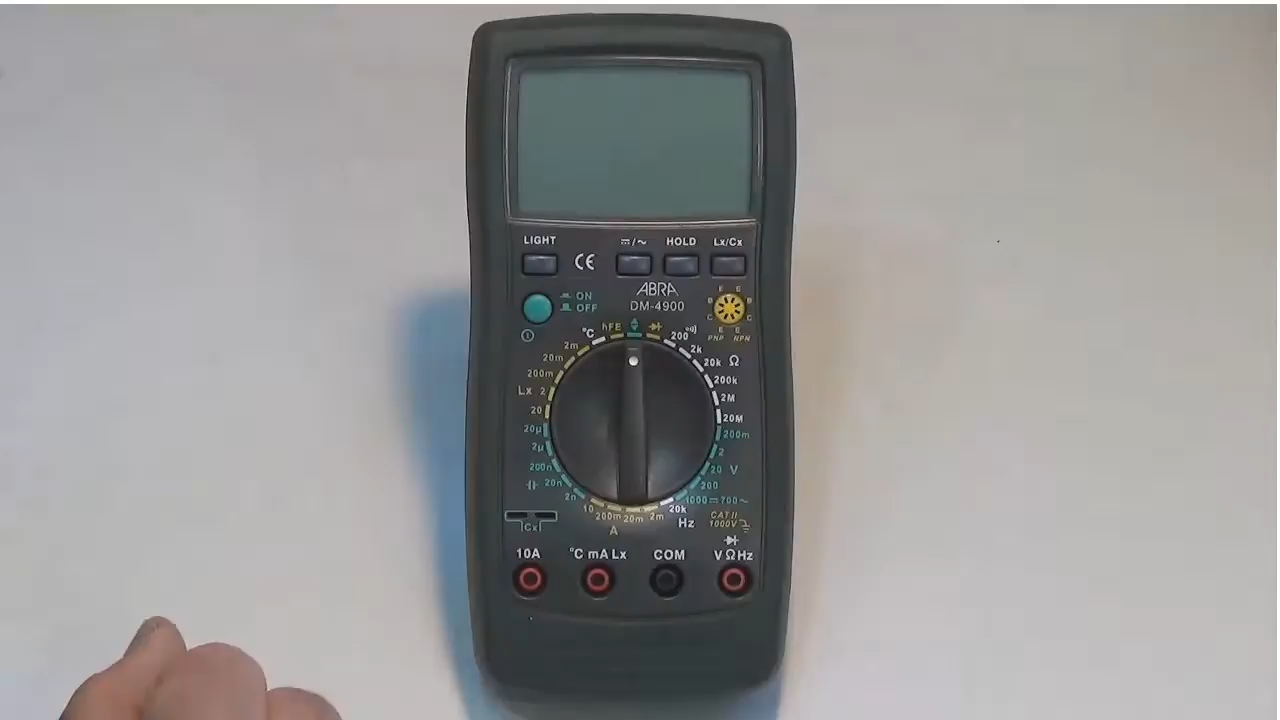 LIGHT ⎓/~ HOLD Lx/Cx
CE
ABRA
DM-4900
ON
OFF
E E
B B
C C
E E
PNP NPN
°C hFE 200
2m 2k
20m 20k Ω
200m 200k
Lx 2 2M
20 20M
20µ 200m
2µ 2
200n 20 V
20n 200
2n 1000⎓700~
10 200m 20m 2m 20k
A Hz
CAT II
1000V
Cx
10A °C mA Lx COM V Ω Hz